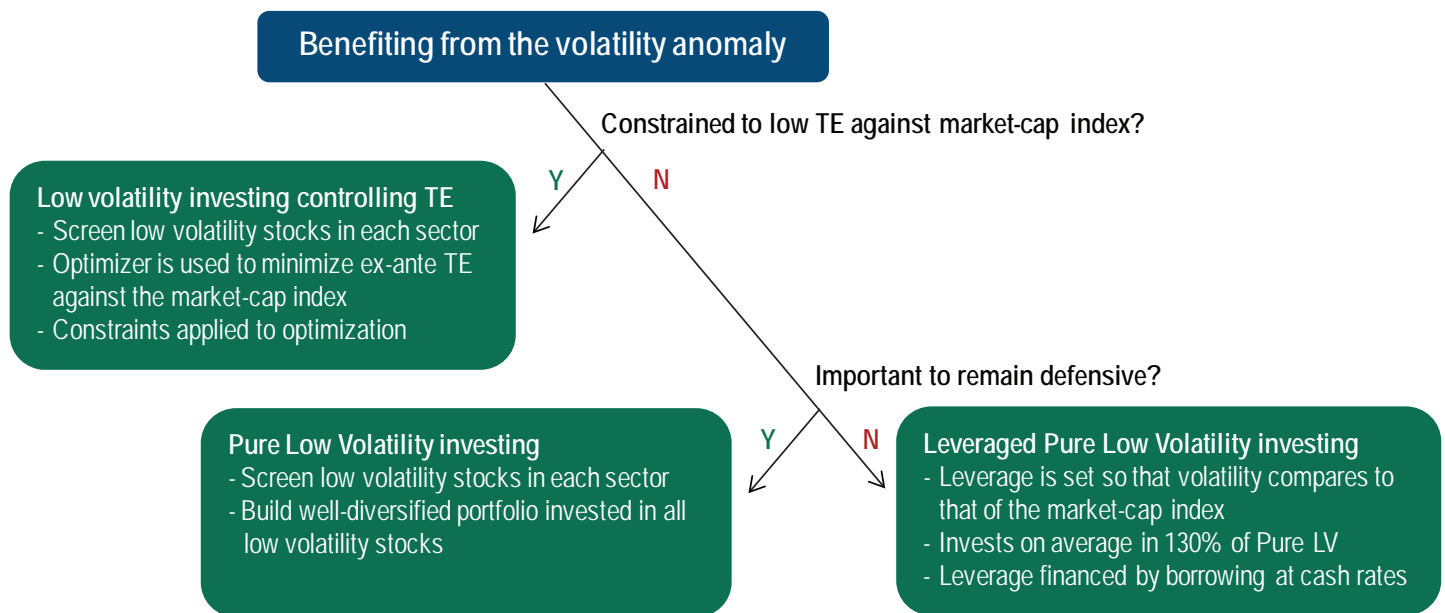 Benefiting from the volatility anomaly
Constrained to low TE against market-cap index?
Y
N
Low volatility investing controlling TE
- Screen low volatility stocks in each sector
- Optimizer is used to minimize ex-ante TE
against the market-cap index
- Constraints applied to optimization
Important to remain defensive?
Y
N
Pure Low Volatility investing
- Screen low volatility stocks in each sector
- Build well-diversified portfolio invested in all
low volatility stocks
Leveraged Pure Low Volatility investing
- Leverage is set so that volatility compares to
that of the market-cap index
- Invests on average in 130% of Pure LV
- Leverage financed by borrowing at cash rates